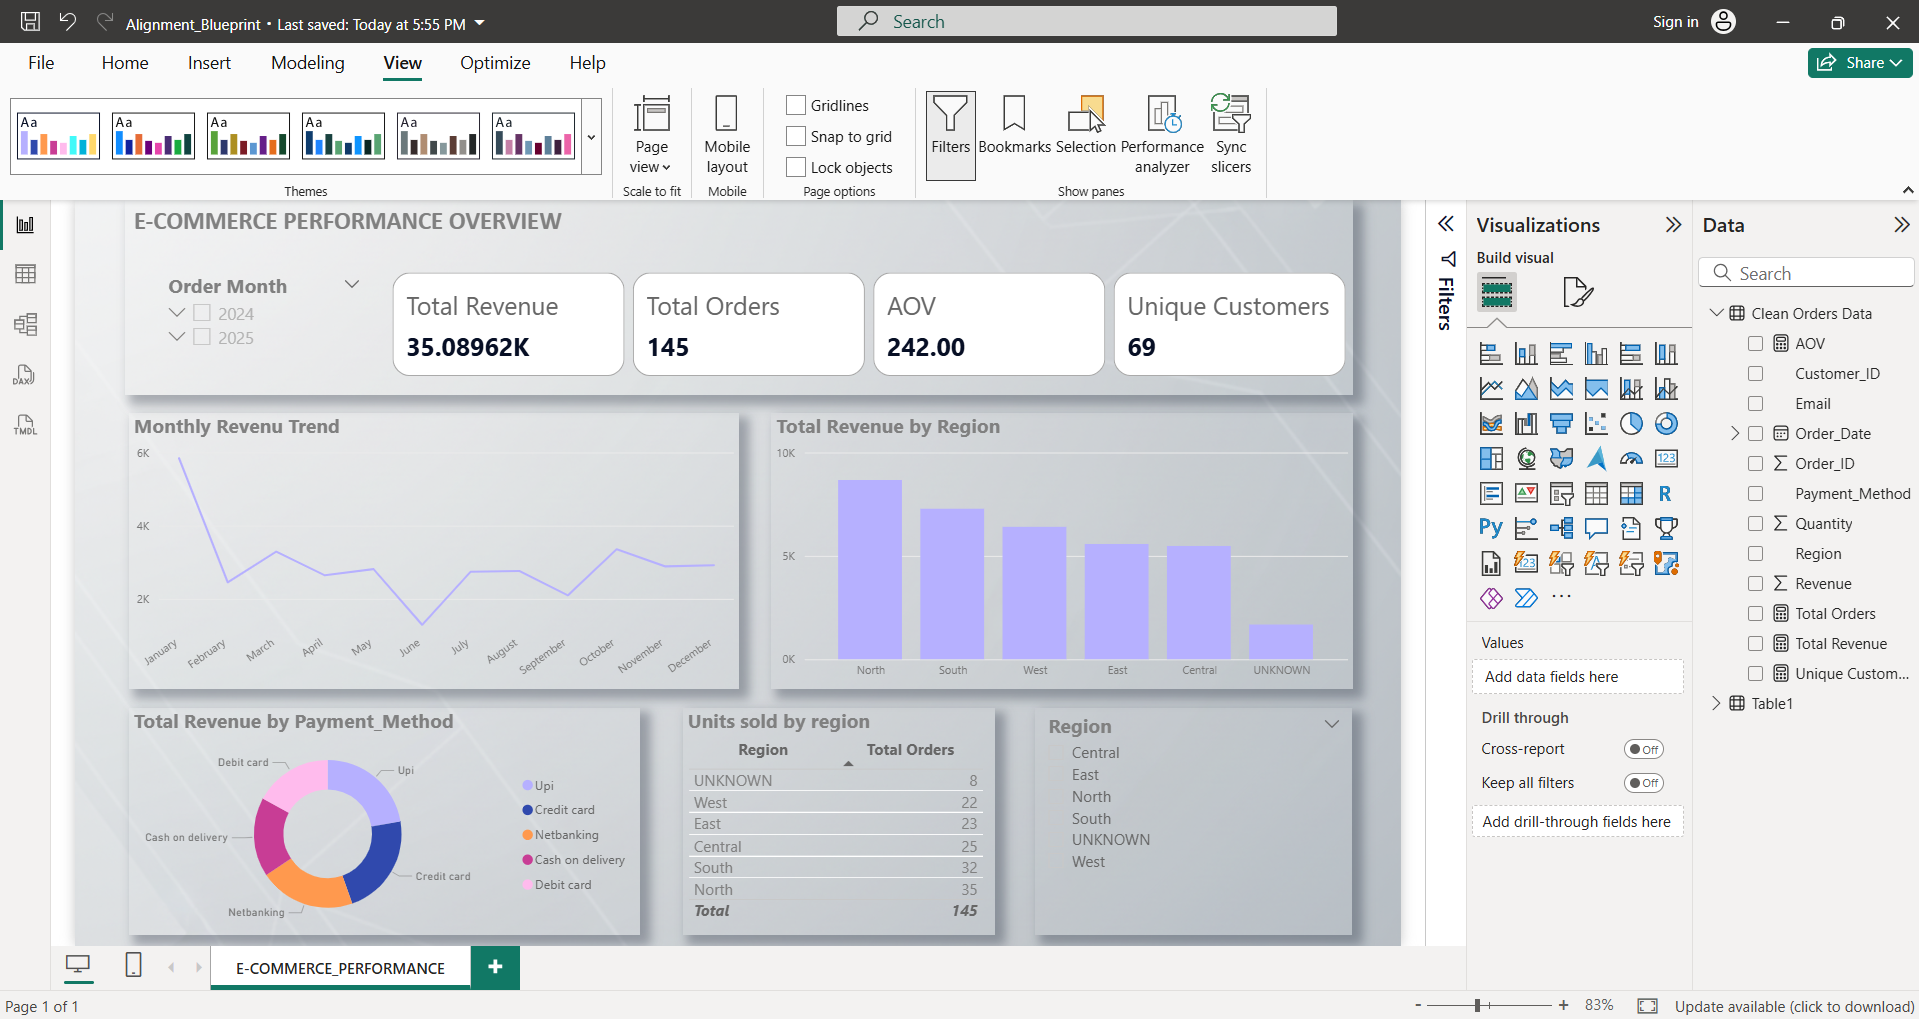 Alignment_Blueprint • Last saved: Today at 5:55 PM
Search
Sign in
File Home Insert Modeling View Optimize Help
Share
Aa Aa Aa Aa Aa Aa
Themes
Page view
Scale to fit
Mobile layout
Mobile
Gridlines
Snap to grid
Lock objects
Page options
Filters Bookmarks Selection Performance analyzer Sync slicers
Show panes
E-COMMERCE PERFORMANCE OVERVIEW
Order Month
2024
2025
Total Revenue
35.08962K
Total Orders
145
AOV
242.00
Unique Customers
69
Monthly Revenu Trend
6K
4K
2K
January February March April May June July August September October November December
Total Revenue by Region
10K
5K
0K
North South West East Central UNKNOWN
Total Revenue by Payment_Method
Debit card
Upi
Cash on delivery
Credit card
Netbanking
Upi
Credit card
Netbanking
Cash on delivery
Debit card
Units sold by region
Region Total Orders
UNKNOWN 8
West 22
East 23
Central 25
South 32
North 35
Total 145
Region
Central
East
North
South
UNKNOWN
West
Filters
Visualizations
Build visual
123
R
Py
123
Values
Add data fields here
Drill through
Cross-report Off
Keep all filters Off
Add drill-through fields here
Data
Search
Clean Orders Data
AOV
Customer_ID
Email
Order_Date
Order_ID
Payment_Method
Quantity
Region
Revenue
Total Orders
Total Revenue
Unique Custom...
Table1
DAX
TMDL
E-COMMERCE_PERFORMANCE
+
Page 1 of 1
- + 83%
Update available (click to download)